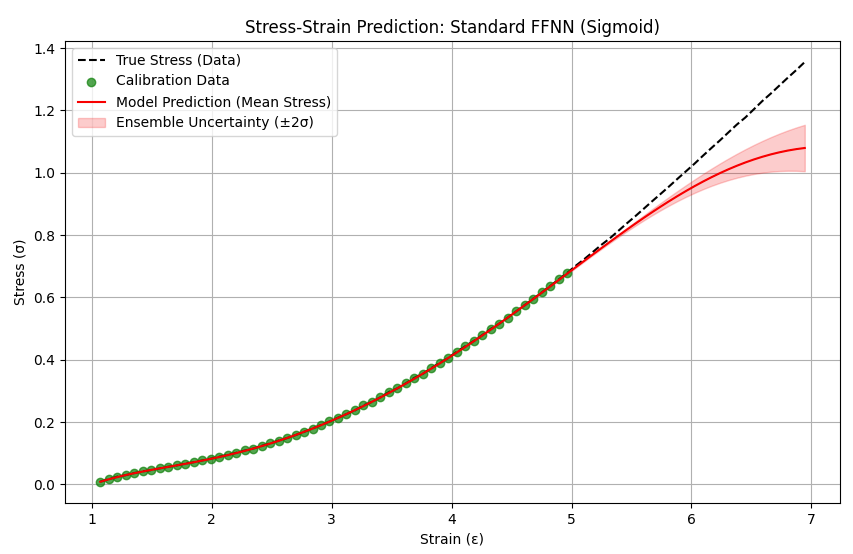 Stress-Strain Prediction: Standard FFNN (Sigmoid)
True Stress (Data)
Calibration Data
Model Prediction (Mean Stress)
Ensemble Uncertainty (±2σ)
1.4
1.2
1.0
0.8
0.6
0.4
0.2
0.0
Stress (σ)
1 2 3 4 5 6 7
Strain (ε)